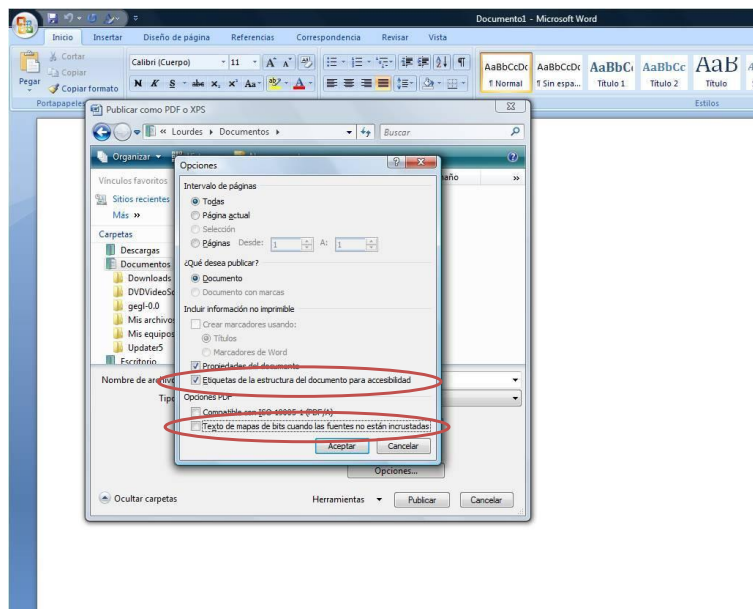 Documento1 - Microsoft Word
Inicio Insertar Diseño de página Referencias Correspondencia Revisar Vista
Pegar
Cortar
Copiar
Copiar formato
Portapapeles
Calibri (Cuerpo) 11
N K S abc x, x² Aa
AaBbCcDc AaBbCcDc AaBbC AaBbCc AaB
¶ Normal ¶ Sin espa... Título 1 Título 2 Título
Estilos
Publicar como PDF o XPS
« Lourdes Documentos
Buscar
Organizar
Vínculos favoritos
Sitios recientes
Más »
Carpetas
Descargas
Documentos
Downloads
gegl-0.0
Mis archivo
Mis equipos
Updater5
Escritorio
Nombre de archivo
Tipo
Opciones
Intervalo de páginas
Todas
Página actual
Selección
Páginas Desde: 1 A: 1
¿Qué desea publicar?
Documento
Documento con marcas
Incluir información no imprimible
Crear marcadores usando:
Títulos
Marcadores de Word
Propiedades del documento
Etiquetas de la estructura del documento para accesibilidad
Opciones PDF
Compatible con ISO 19005-1 (PDF/A)
Texto de mapas de bits cuando las fuentes no están incrustadas
Aceptar Cancelar
Opciones...
Ocultar carpetas
Herramientas Publicar Cancelar